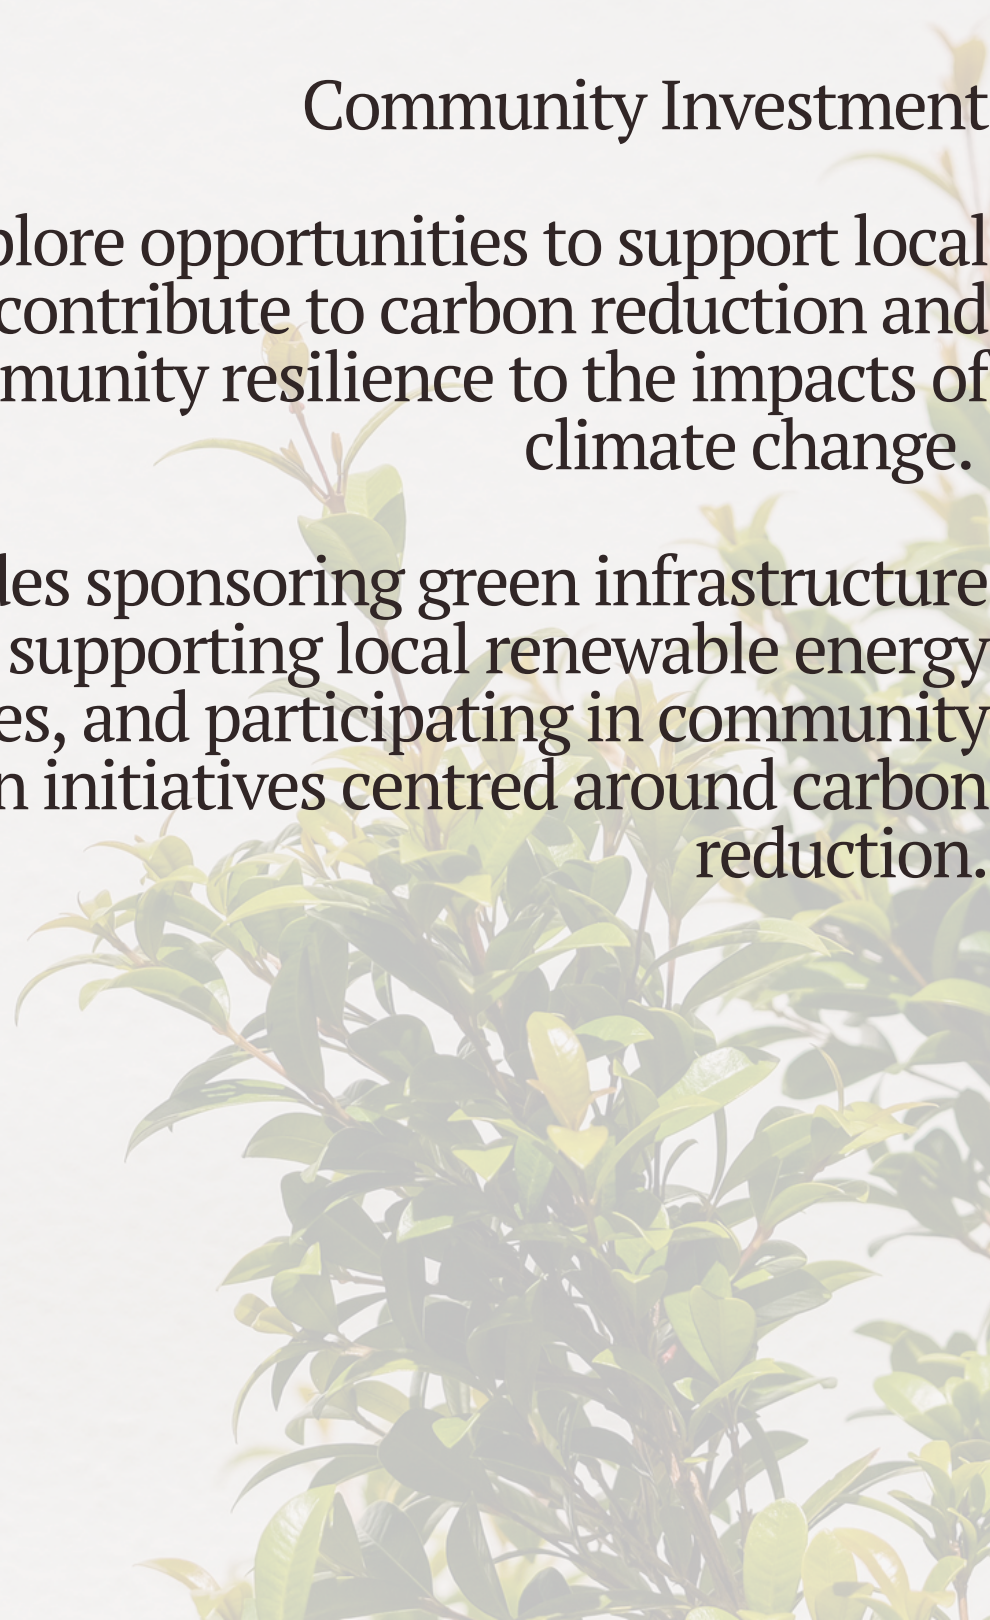 Community Investment
plore opportunities to support local
contribute to carbon reduction and
munity resilience to the impacts of
climate change.
des sponsoring green infrastructure
supporting local renewable energy
es, and participating in community
n initiatives centred around carbon
reduction.